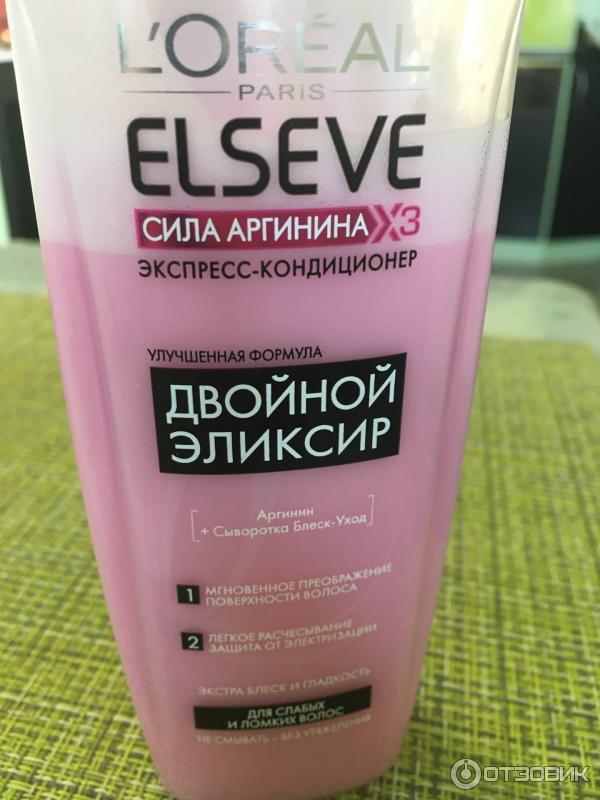 L'ORÉAL
PARIS
ELSEVE
СИЛА АРГИНИНА X3
ЭКСПРЕСС-КОНДИЦИОНЕР
УЛУЧШЕННАЯ ФОРМУЛА
ДВОЙНОЙ
ЭЛИКСИР
[ Аргинин
+ Сыворотка Блеск-Уход ]
1 МГНОВЕННОЕ ПРЕОБРАЖЕНИЕ
ПОВЕРХНОСТИ ВОЛОСА
2 ЛЕГКОЕ РАСЧЕСЫВАНИЕ
ЗАЩИТА ОТ ЭЛЕКТРИЗАЦИИ
ЭКСТРА БЛЕСК И ГЛАДКОСТЬ
ДЛЯ СЛАБЫХ
И ЛОМКИХ ВОЛОС
НЕ СМЫВАТЬ – БЕЗ УТЯЖЕЛЕНИЯ
ОТЗОВИК